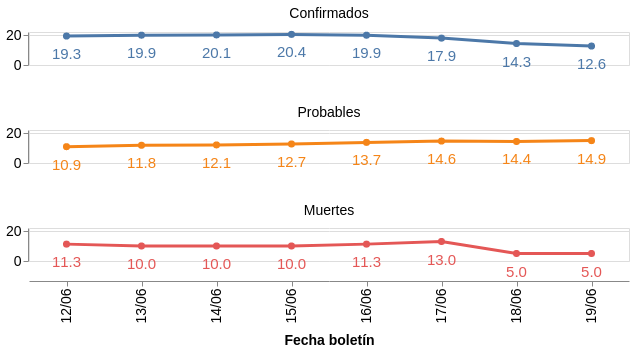 Confirmados
20
0
19.3 19.9 20.1 20.4 19.9 17.9 14.3 12.6
Probables
20
0
10.9 11.8 12.1 12.7 13.7 14.6 14.4 14.9
Muertes
20
0
11.3 10.0 10.0 10.0 11.3 13.0 5.0 5.0
12/06 13/06 14/06 15/06 16/06 17/06 18/06 19/06
Fecha boletín